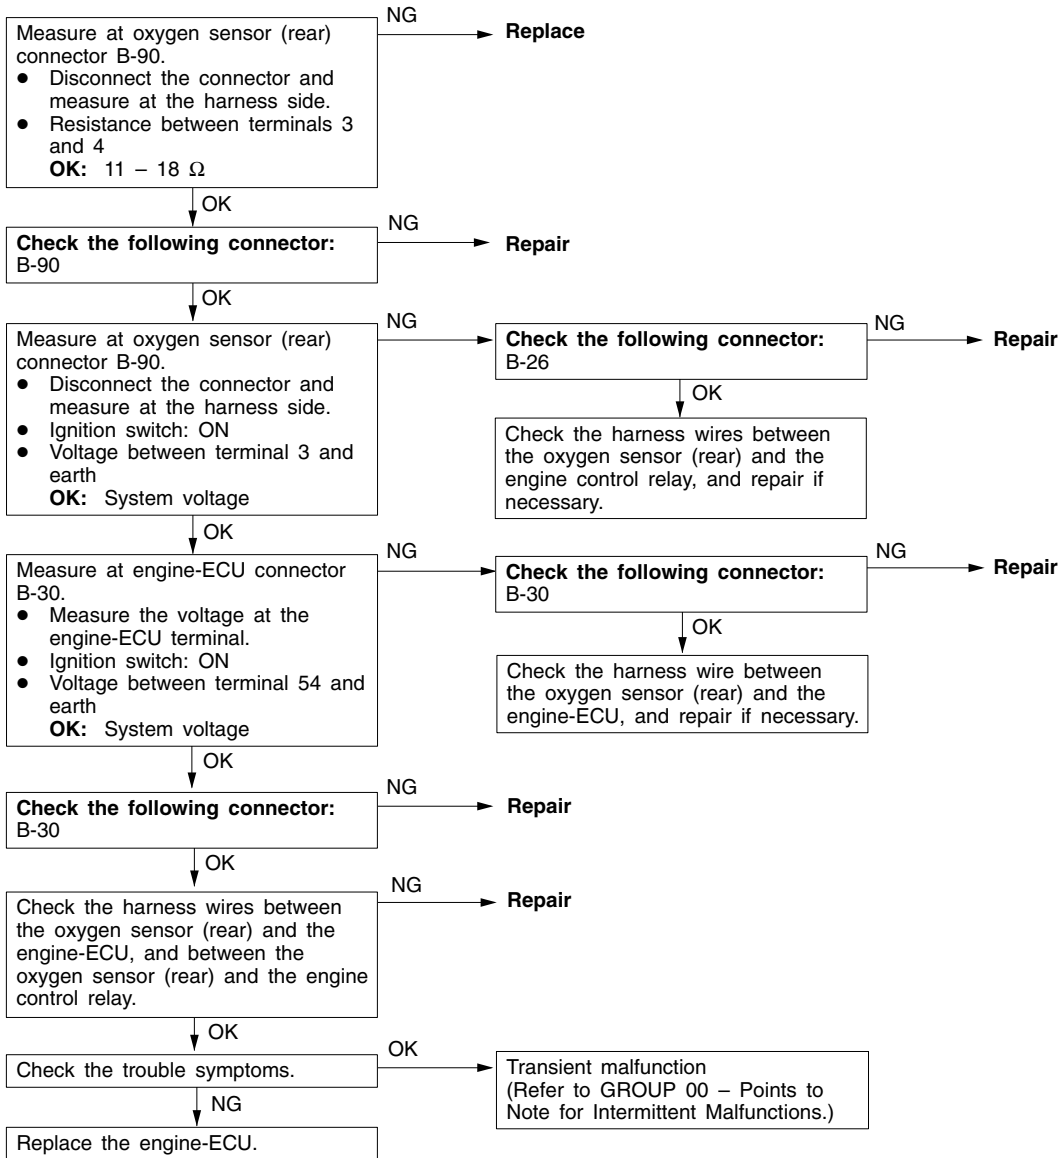 Measure at oxygen sensor (rear)
connector B-90.
● Disconnect the connector and
measure at the harness side.
● Resistance between terminals 3
and 4
OK: 11 – 18 Ω
NG
Replace
OK
Check the following connector:
B-90
NG
Repair
OK
Measure at oxygen sensor (rear)
connector B-90.
● Disconnect the connector and
measure at the harness side.
● Ignition switch: ON
● Voltage between terminal 3 and
earth
OK: System voltage
NG
Check the following connector:
B-26
NG
Repair
OK
Check the harness wires between
the oxygen sensor (rear) and the
engine control relay, and repair if
necessary.
OK
Measure at engine-ECU connector
B-30.
● Measure the voltage at the
engine-ECU terminal.
● Ignition switch: ON
● Voltage between terminal 54 and
earth
OK: System voltage
NG
Check the following connector:
B-30
NG
Repair
OK
Check the harness wire between
the oxygen sensor (rear) and the
engine-ECU, and repair if necessary.
OK
Check the following connector:
B-30
NG
Repair
OK
Check the harness wires between
the oxygen sensor (rear) and the
engine-ECU, and between the
oxygen sensor (rear) and the engine
control relay.
NG
Repair
OK
Check the trouble symptoms.
OK
Transient malfunction
(Refer to GROUP 00 – Points to
Note for Intermittent Malfunctions.)
NG
Replace the engine-ECU.